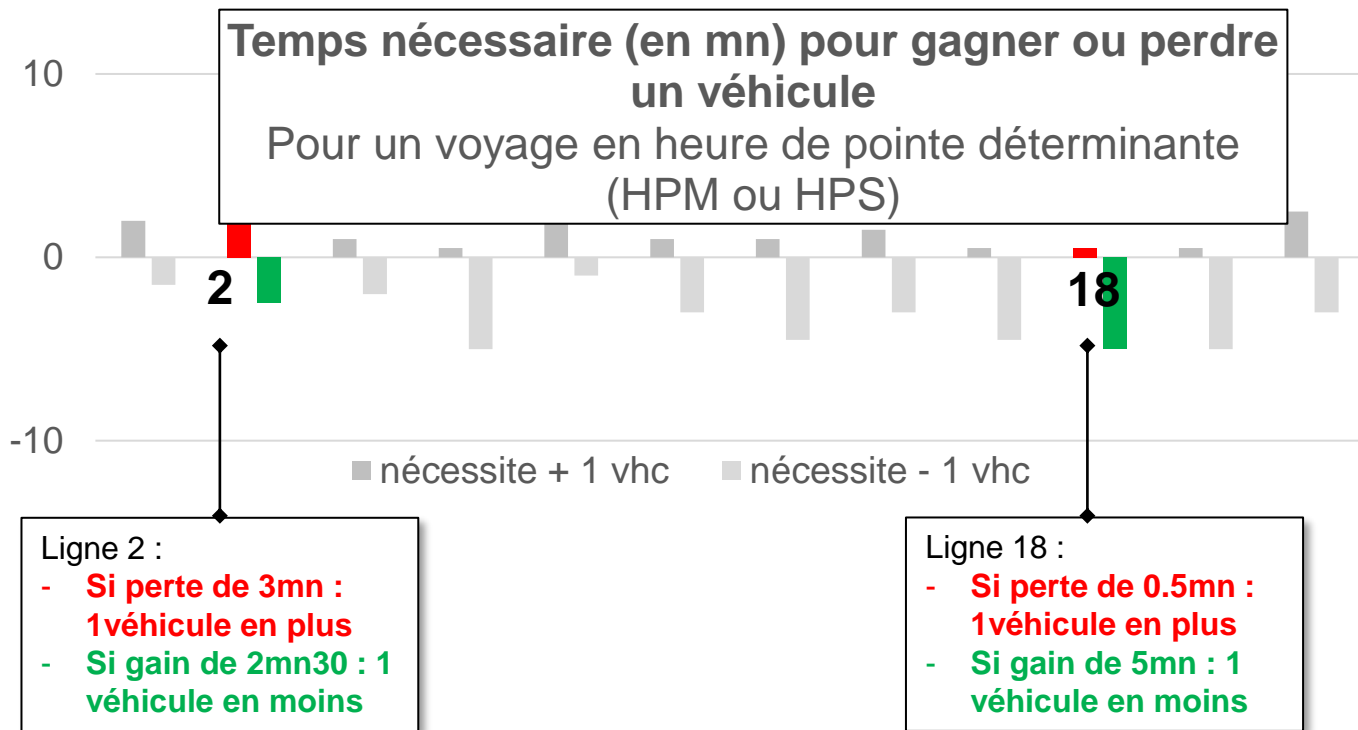 Temps nécessaire (en mn) pour gagner ou perdre
un véhicule
Pour un voyage en heure de pointe déterminante
(HPM ou HPS)
10
0
-10
2
18
nécessite + 1 vhc
nécessite - 1 vhc
Ligne 2 :
- Si perte de 3mn :
1véhicule en plus
- Si gain de 2mn30 : 1
véhicule en moins
Ligne 18 :
- Si perte de 0.5mn :
1véhicule en plus
- Si gain de 5mn : 1
véhicule en moins